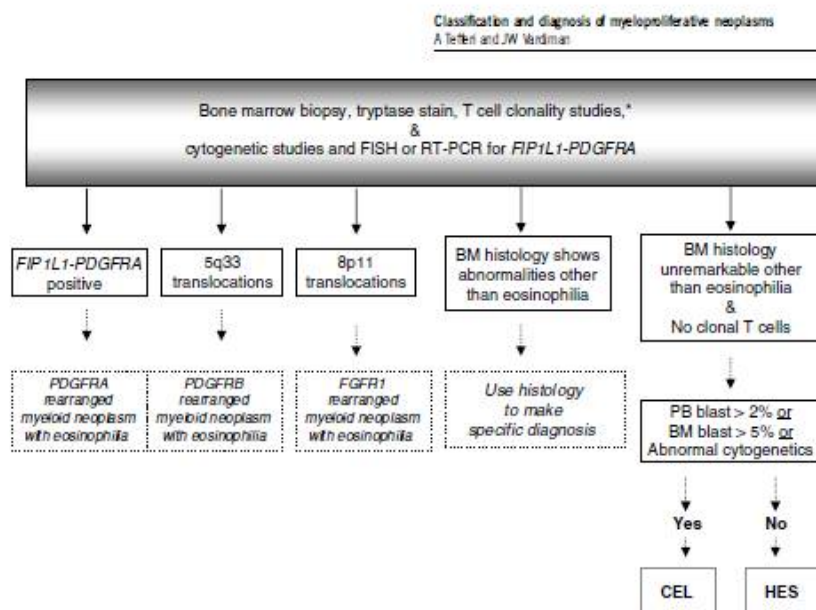 Classification and diagnosis of myeloproliferative neoplasms
A Tefferi and JW Vardiman
Bone marrow biopsy, tryptase stain, T cell clonality studies,*
&
cytogenetic studies and FISH or RT-PCR for FIP1L1-PDGFRA
FIP1L1-PDGFRA
positive
5q33
translocations
8p11
translocations
BM histology shows
abnormalities other
than eosinophilia
BM histology
unremarkable other
than eosinophilia
&
No clonal T cells
PDGFRA
rearranged
myeloid neoplasm
with eosinophilia
PDGFRB
rearranged
myeloid neoplasm
with eosinophilia
FGFR1
rearranged
myeloid neoplasm
with eosinophilia
Use histology
to make
specific diagnosis
PB blast > 2% or
BM blast > 5% or
Abnormal cytogenetics
Yes
No
CEL
HES